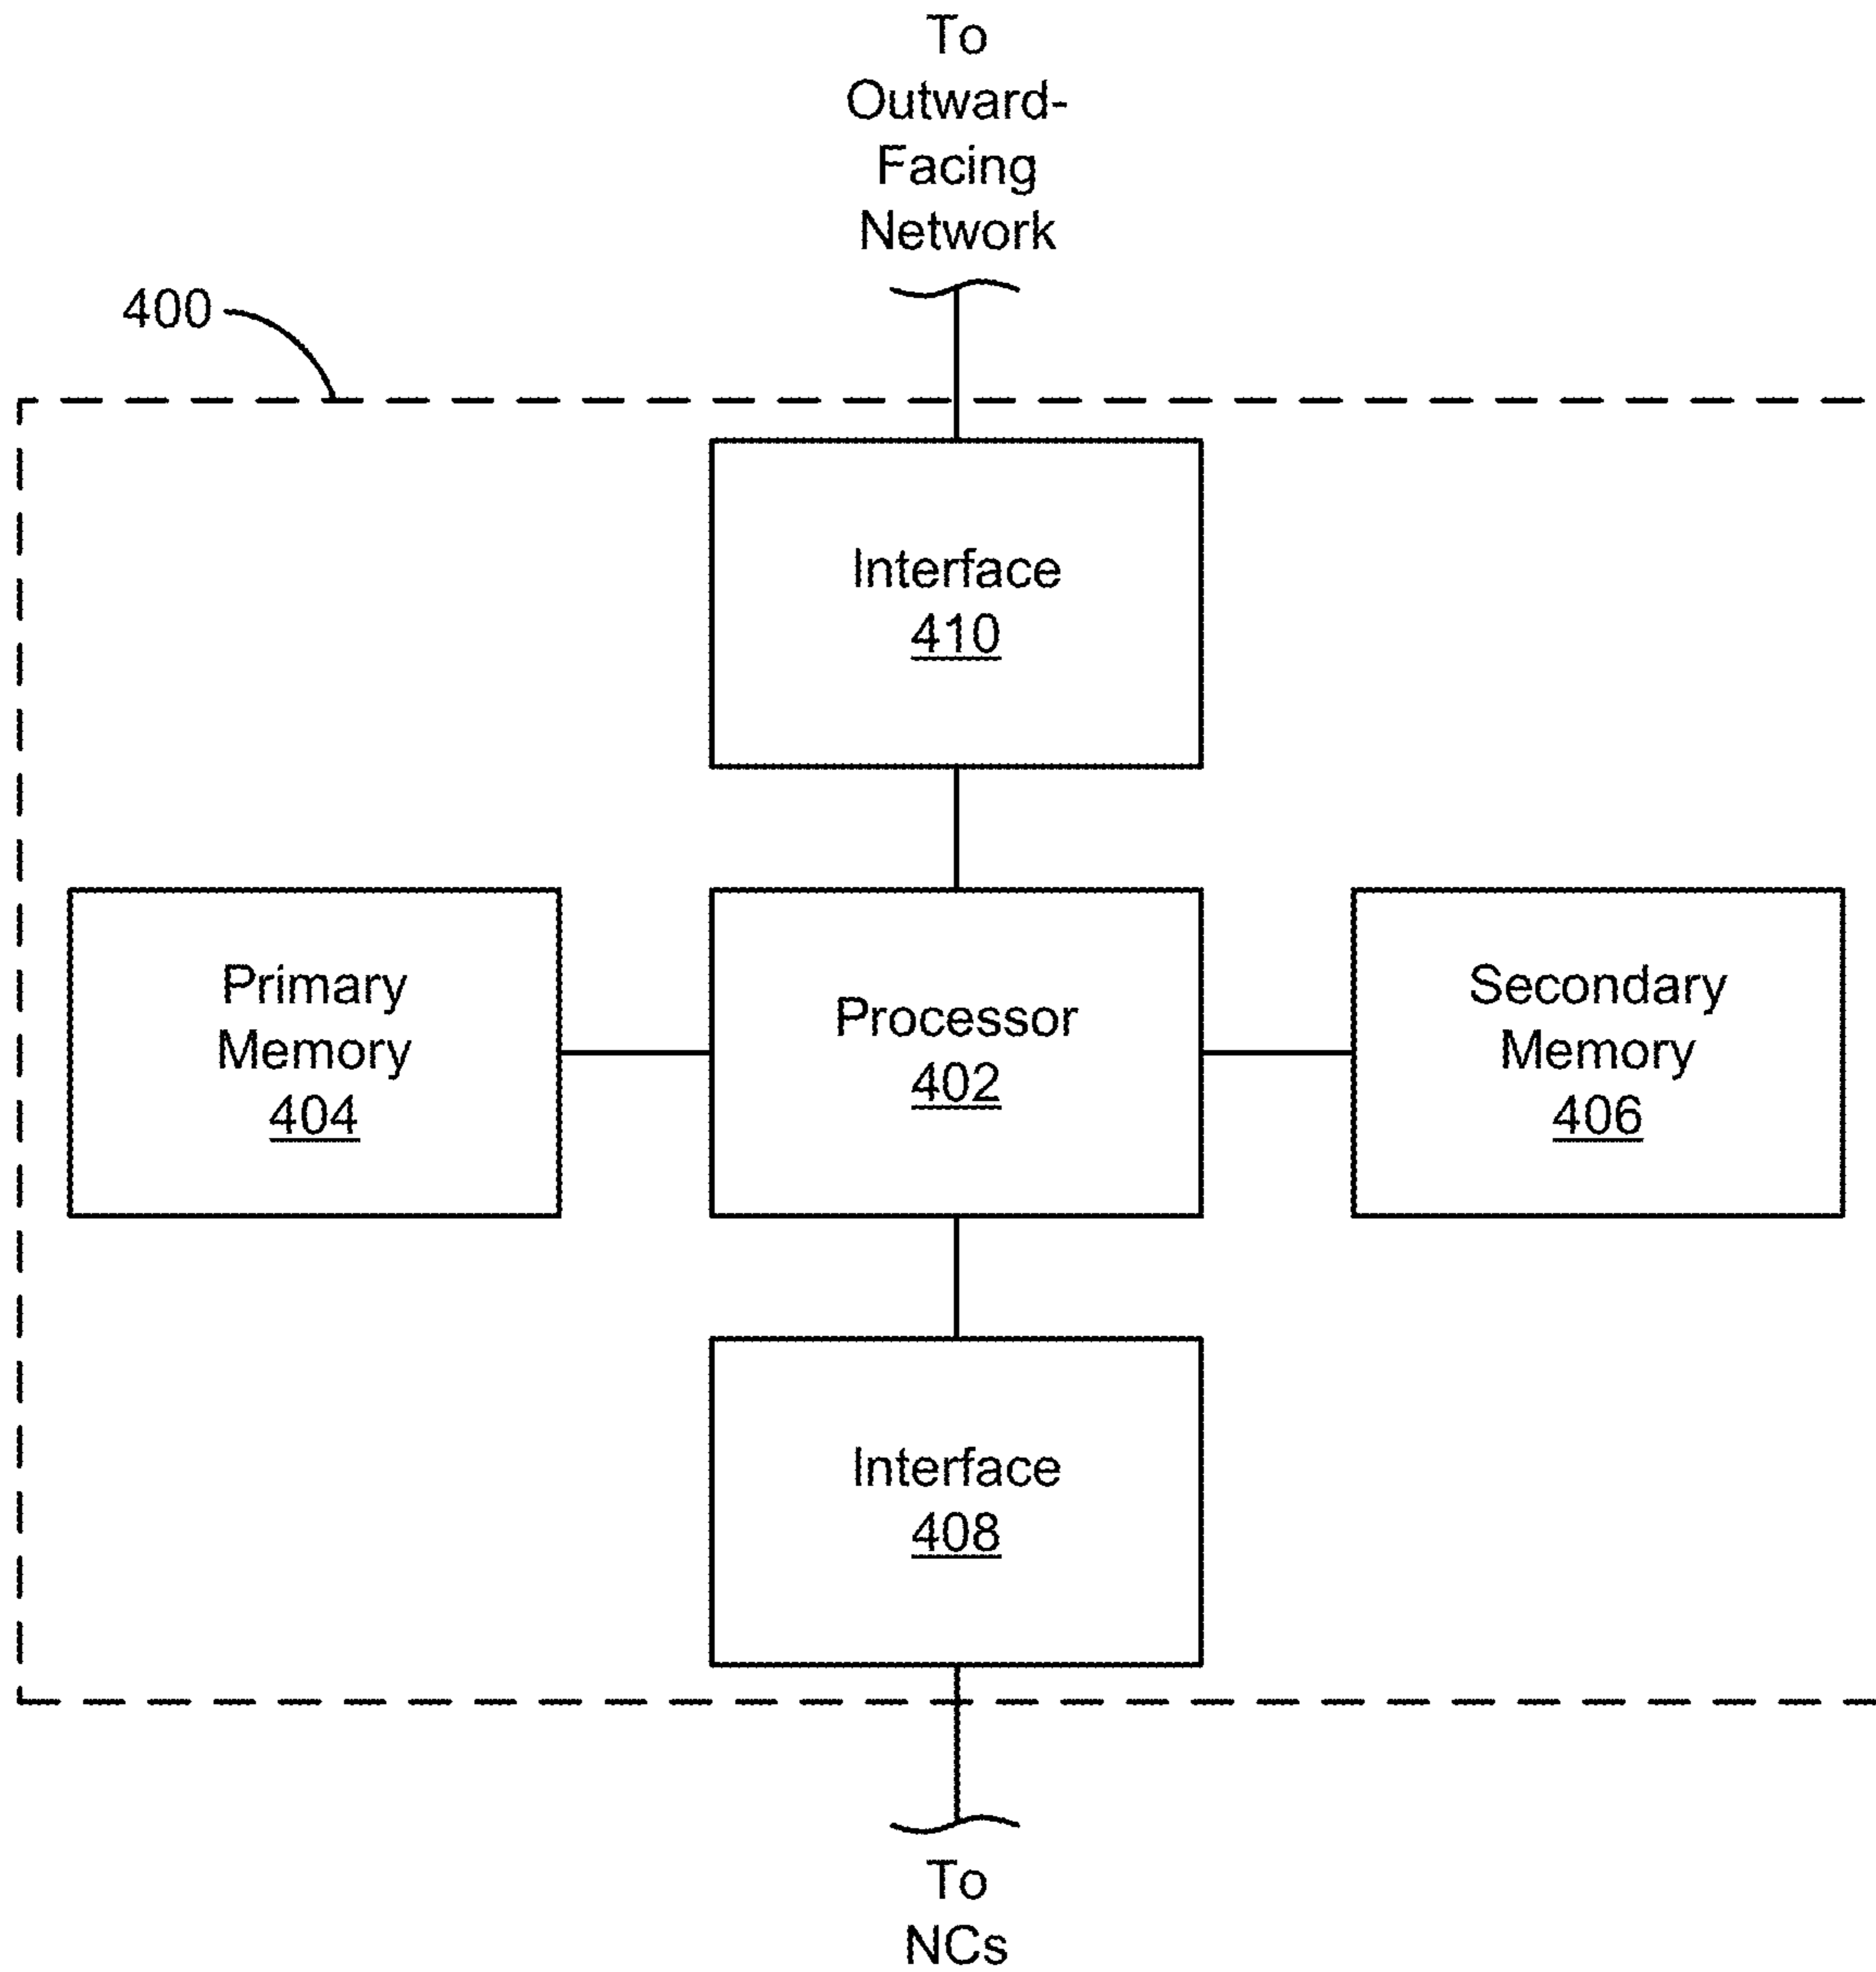 To
Outward-
Facing
Network
400
Interface
410
Primary
Memory
404
Processor
402
Secondary
Memory
406
Interface
408
To
NCs